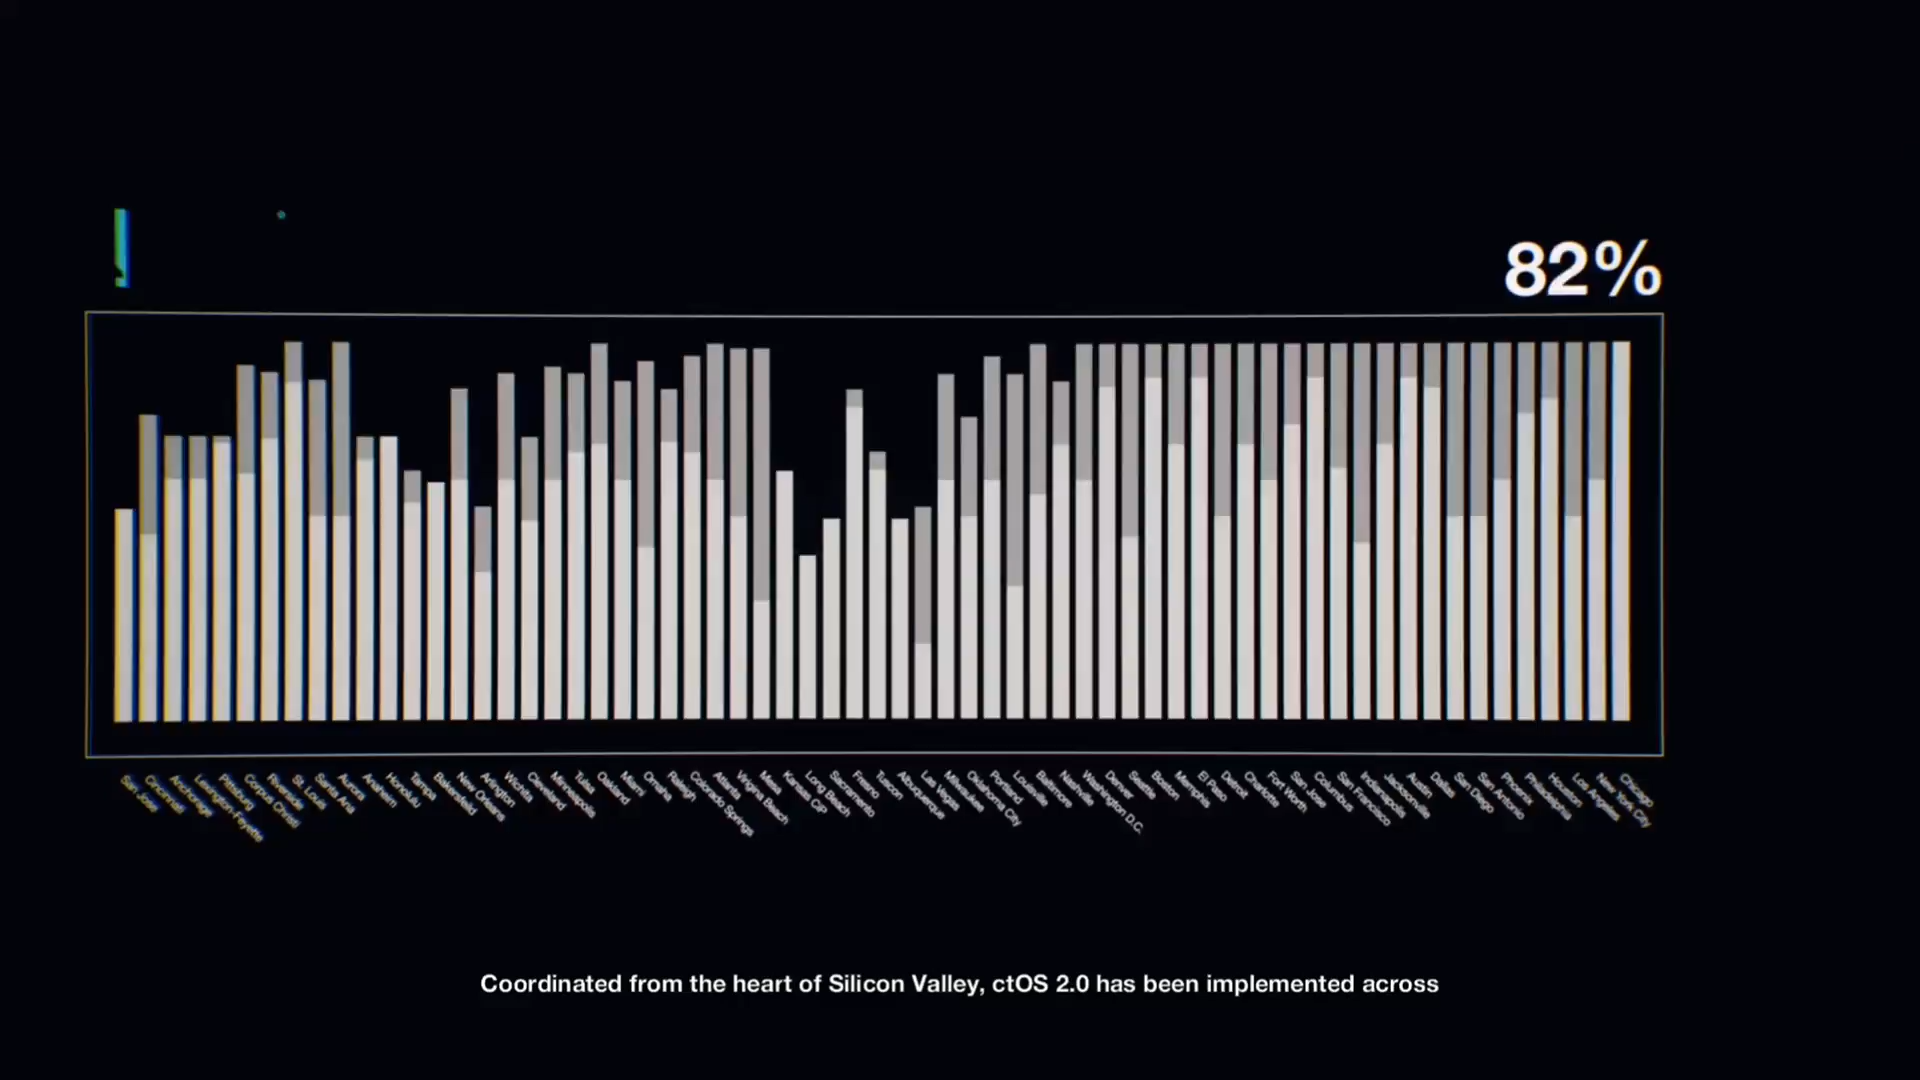 82%
San Jose
Cincinnati
Anchorage
Lexington-Fayette
Pittsburg
Corpus Christi
Riverside
St. Louis
Santa Ana
Aurora
Anaheim
Honolulu
Tampa
Bakersfield
New Orleans
Arlington
Wichita
Cleveland
Minneapolis
Tulsa
Oakland
Miami
Omaha
Raleigh
Colorado Springs
Atlanta
Virginia Beach
Mesa
Kansas City
Long Beach
Sacramento
Fresno
Tucson
Albuquerque
Las Vegas
Milwaukee
Oklahoma City
Portland
Louisville
Baltimore
Nashville
Washington D.C.
Denver
Seattle
Boston
Memphis
El Paso
Detroit
Charlotte
Fort Worth
San Jose
Columbus
San Francisco
Indianapolis
Jacksonville
Austin
Dallas
San Diego
San Antonio
Phoenix
Philadelphia
Houston
Los Angeles
New York City
Chicago
Coordinated from the heart of Silicon Valley, ctOS 2.0 has been implemented across